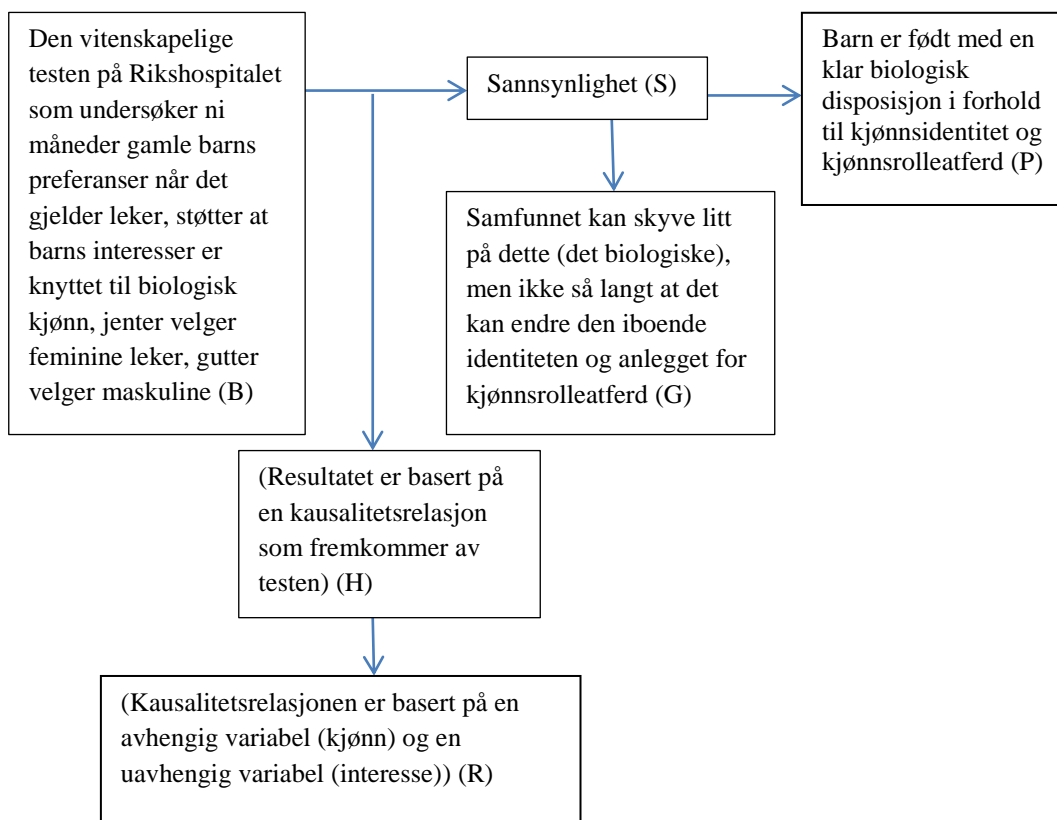 Den vitenskapelige
testen på Rikshospitalet
som undersøker ni
måneder gamle barns
preferanser når det
gjelder leker, støtter at
barns interesser er
knyttet til biologisk
kjønn, jenter velger
feminine leker, gutter
velger maskuline (B)
Sannsynlighet (S)
Barn er født med en
klar biologisk
disposisjon i forhold
til kjønnsidentitet og
kjønnsrolleatferd (P)
Samfunnet kan skyve litt
på dette (det biologiske),
men ikke så langt at det
kan endre den iboende
identiteten og anlegget for
kjønnsrolleatferd (G)
(Resultatet er basert på
en kausalitetsrelasjon
som fremkommer av
testen) (H)
(Kausalitetsrelasjonen er basert på en
avhengig variabel (kjønn) og en
uavhengig variabel (interesse)) (R)